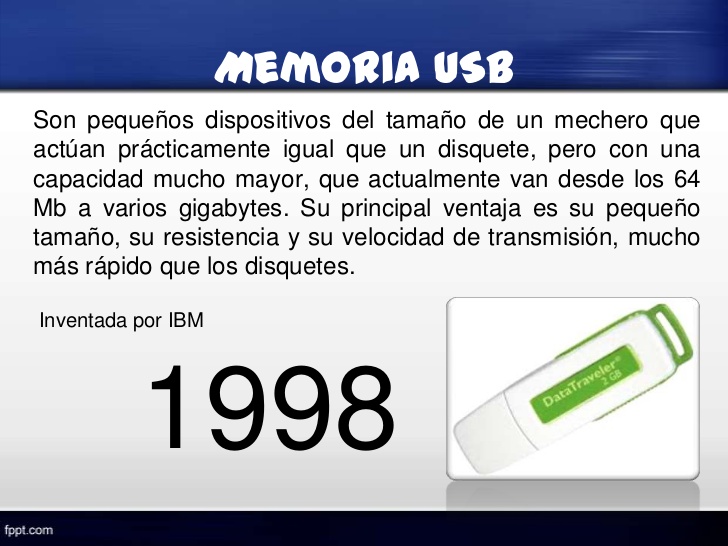 MEMORIA USB
Son pequeños dispositivos del tamaño de un mechero que
actúan prácticamente igual que un disquete, pero con una
capacidad mucho mayor, que actualmente van desde los 64
Mb a varios gigabytes. Su principal ventaja es su pequeño
tamaño, su resistencia y su velocidad de transmisión, mucho
más rápido que los disquetes.
Inventada por IBM
1998
DataTraveler®
2 GB
fppt.com